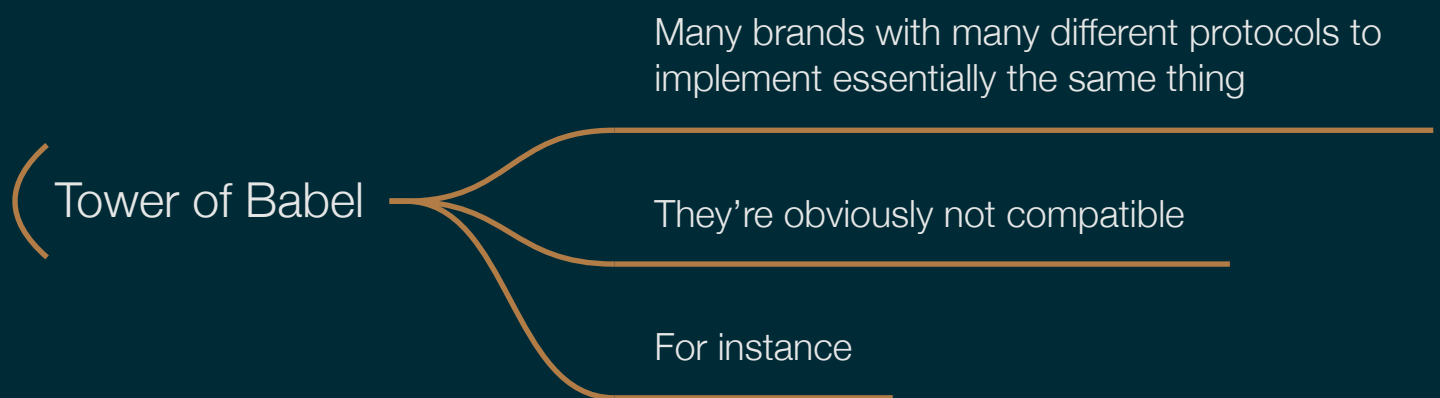 Many brands with many different protocols to
implement essentially the same thing
Tower of Babel
They’re obviously not compatible
For instance